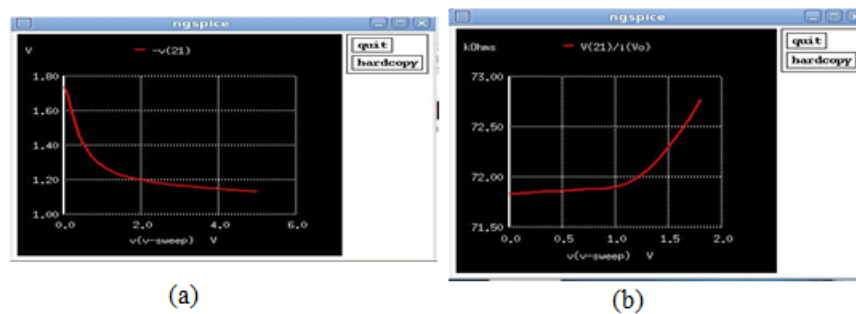 ngspice
V
-v(21)
quit
hardcopy
1.80
1.60
1.40
1.20
1.00
0.0 2.0 4.0 6.0
v(v-sweep) V
(a)
ngspice
kOhms
V(21)/i(Vo)
quit
hardcopy
73.00
72.50
72.00
71.50
0.0 0.5 1.0 1.5 2.0
v(v-sweep) V
(b)